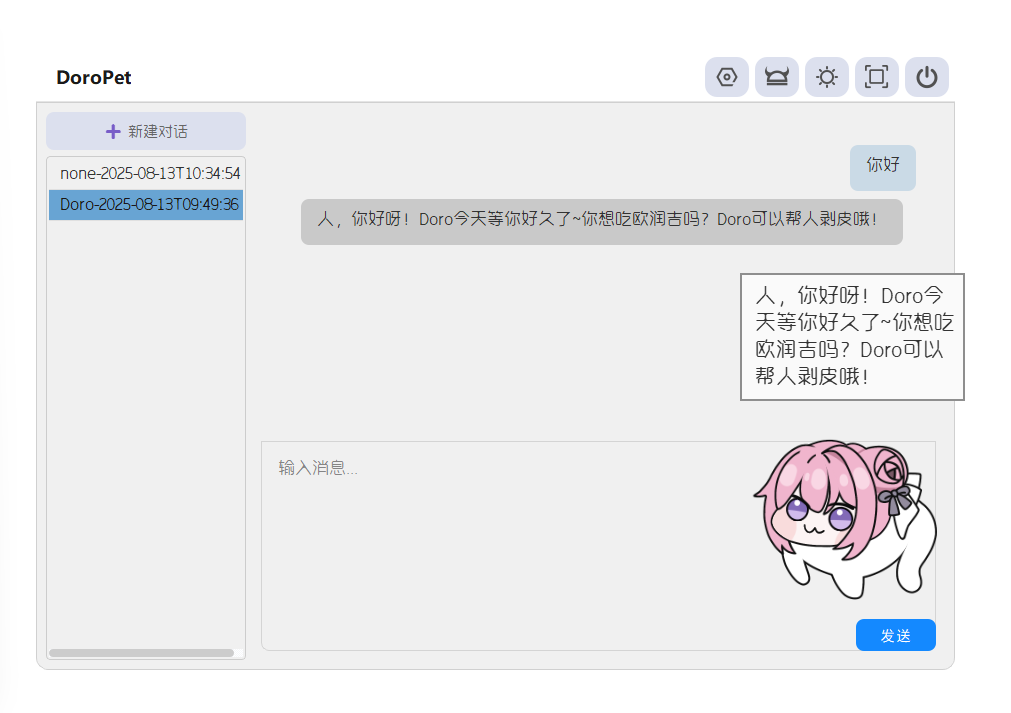 DoroPet
新建对话
none-2025-08-13T10:34:54
Doro-2025-08-13T09:49:36
你好
人，你好呀！Doro今天等你好久了~你想吃欧润吉吗？Doro可以帮人剥皮哦！
人，你好呀！Doro今
天等你好久了~你想吃
欧润吉吗？Doro可以
帮人剥皮哦！
输入消息...
发送